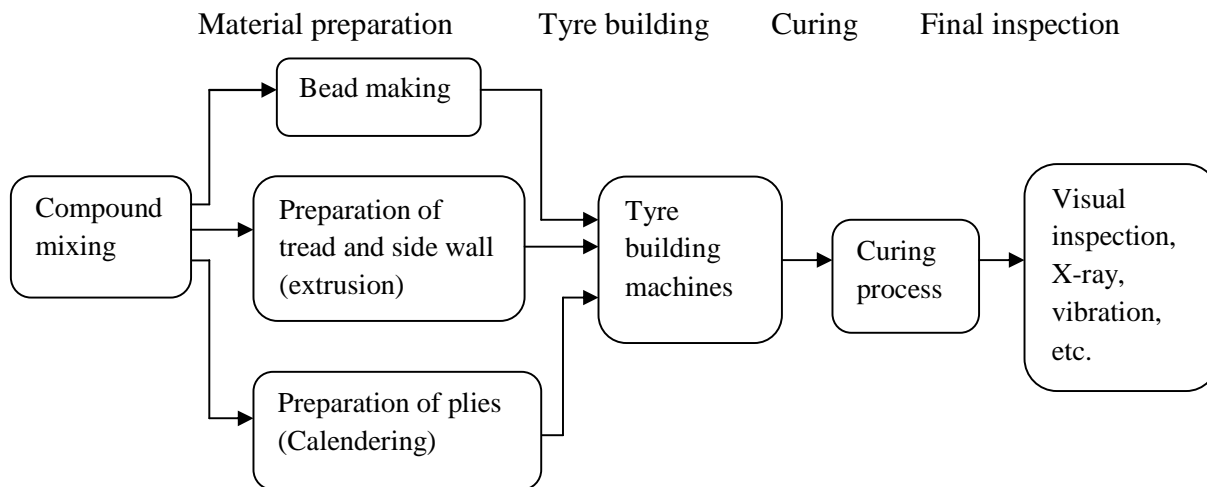 Material preparation
Tyre building
Curing
Final inspection
Bead making
Compound
mixing
Preparation of
tread and side wall
(extrusion)
Preparation of plies
(Calendering)
Tyre
building
machines
Curing
process
Visual
inspection,
X-ray,
vibration,
etc.